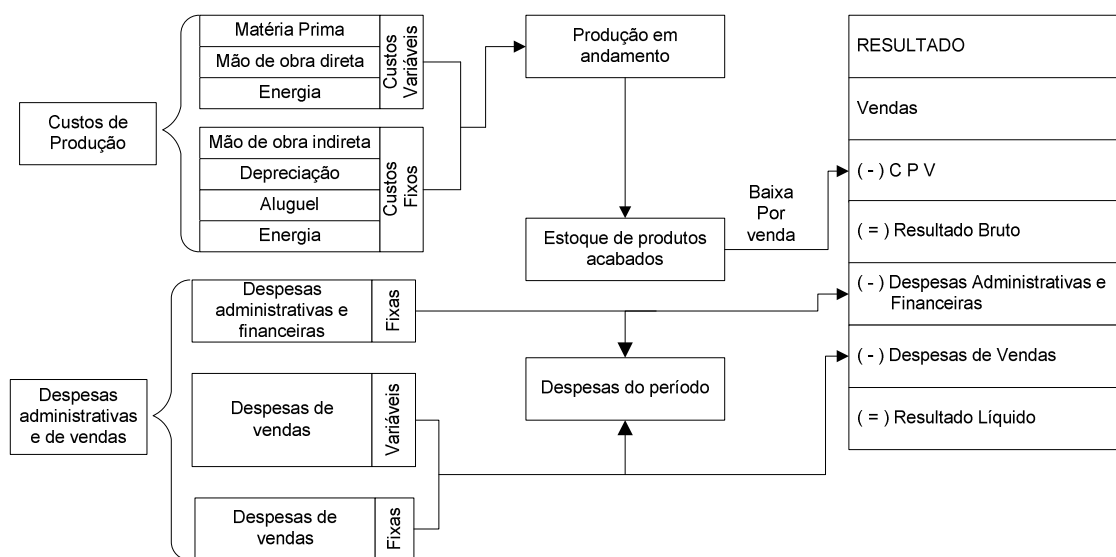 Custos de
Produção
Matéria Prima
Mão de obra direta
Energia
Custos
Variáveis
Mão de obra indireta
Depreciação
Aluguel
Energia
Custos
Fixos
Produção em
andamento
Estoque de produtos
acabados
Baixa
Por
venda
Despesas
administrativas
e de vendas
Despesas
administrativas e
financeiras
Fixas
Despesas de
vendas
Variáveis
Despesas de
vendas
Fixas
Despesas do período
RESULTADO
Vendas
( - ) C P V
( = ) Resultado Bruto
( - ) Despesas Administrativas e
Financeiras
( - ) Despesas de Vendas
( = ) Resultado Líquido